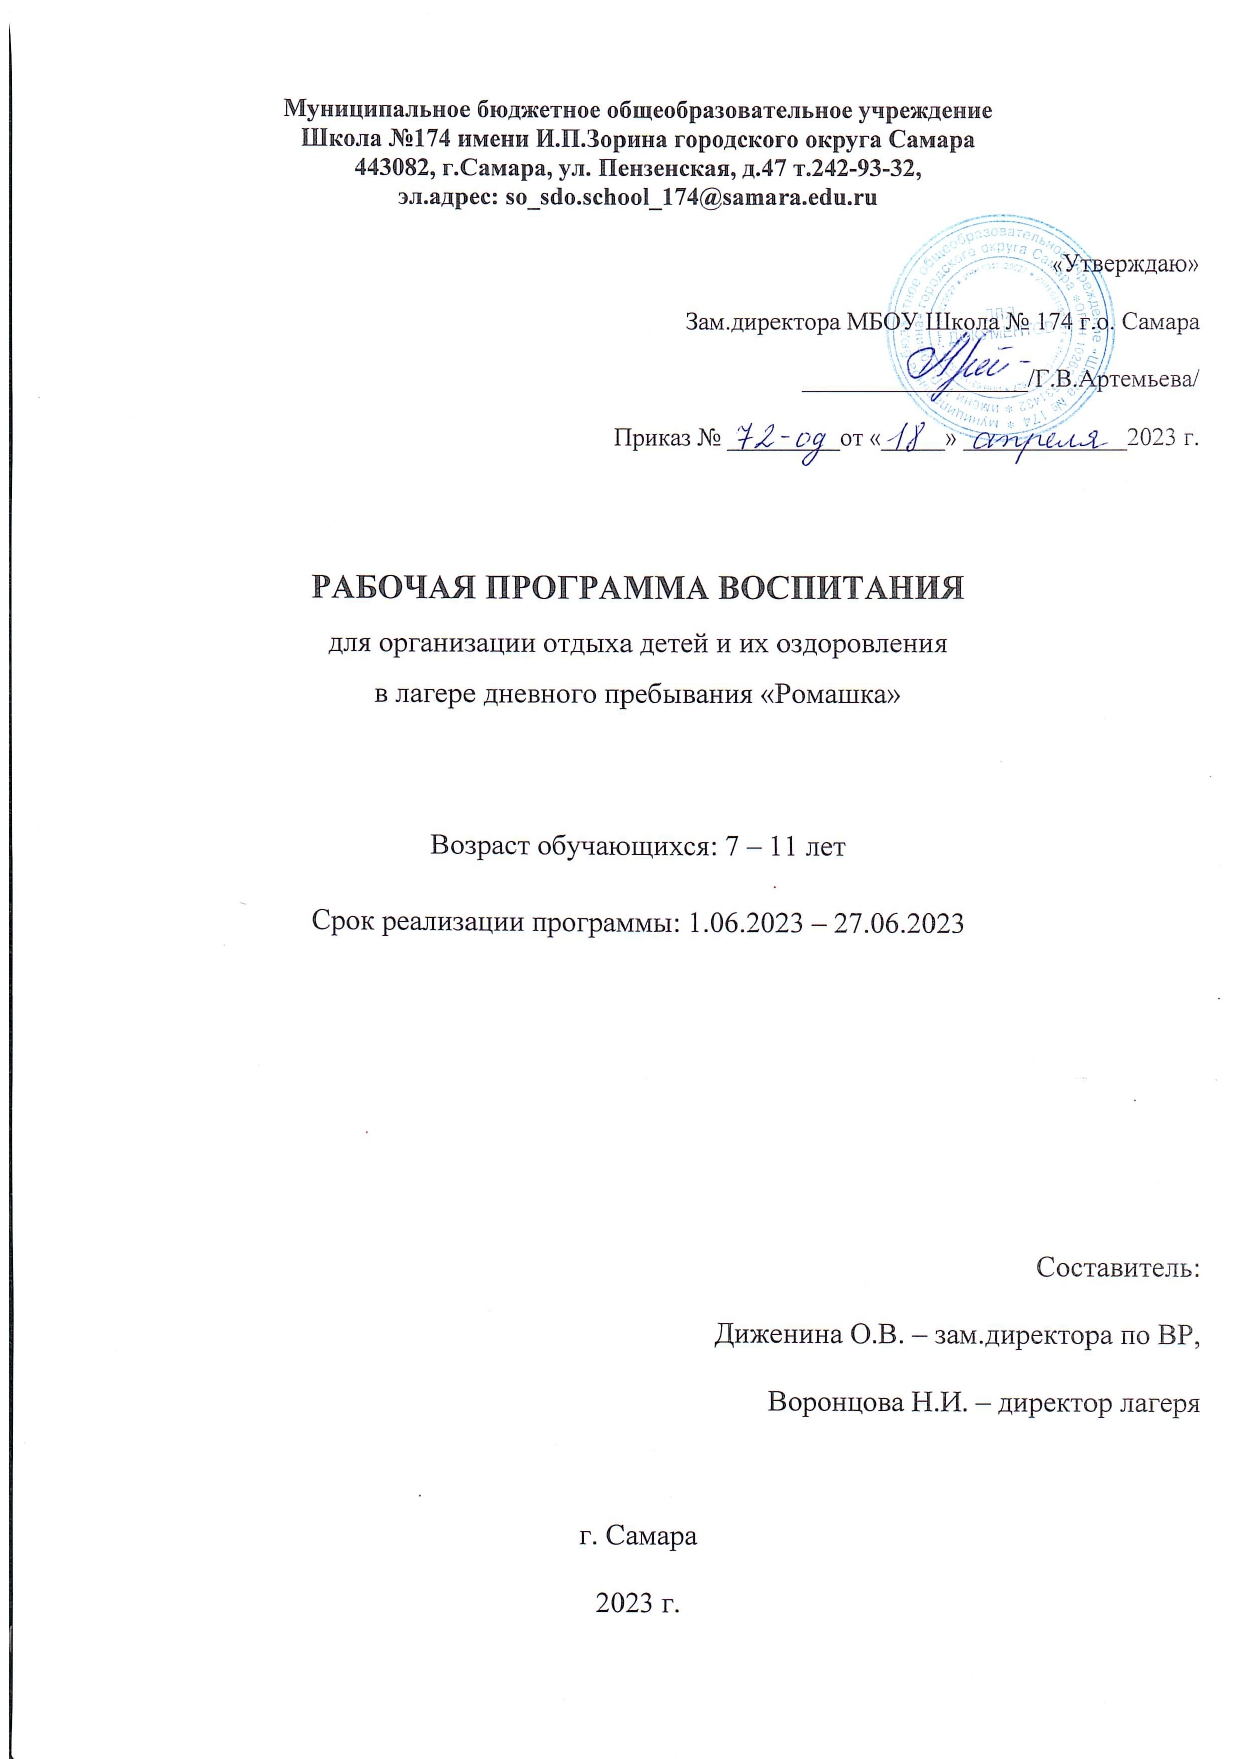 Муниципальное бюджетное общеобразовательное учреждение
Школа №174 имени И.П.Зорина городского округа Самара
443082, г.Самара, ул. Пензенская, д.47 т.242-93-32,
эл.адрес: so_sdo.school_174@samara.edu.ru
«Утверждаю»
Зам.директора МБОУ Школа № 174 г.о. Самара
/Г.В.Артемьева/
Приказ № 72-од от «18» апреля 2023 г.
РАБОЧАЯ ПРОГРАММА ВОСПИТАНИЯ
для организации отдыха детей и их оздоровления
в лагере дневного пребывания «Ромашка»
Возраст обучающихся: 7 – 11 лет
Срок реализации программы: 1.06.2023 – 27.06.2023
Составитель:
Диженина О.В. – зам.директора по ВР,
Воронцова Н.И. – директор лагеря
г. Самара
2023 г.